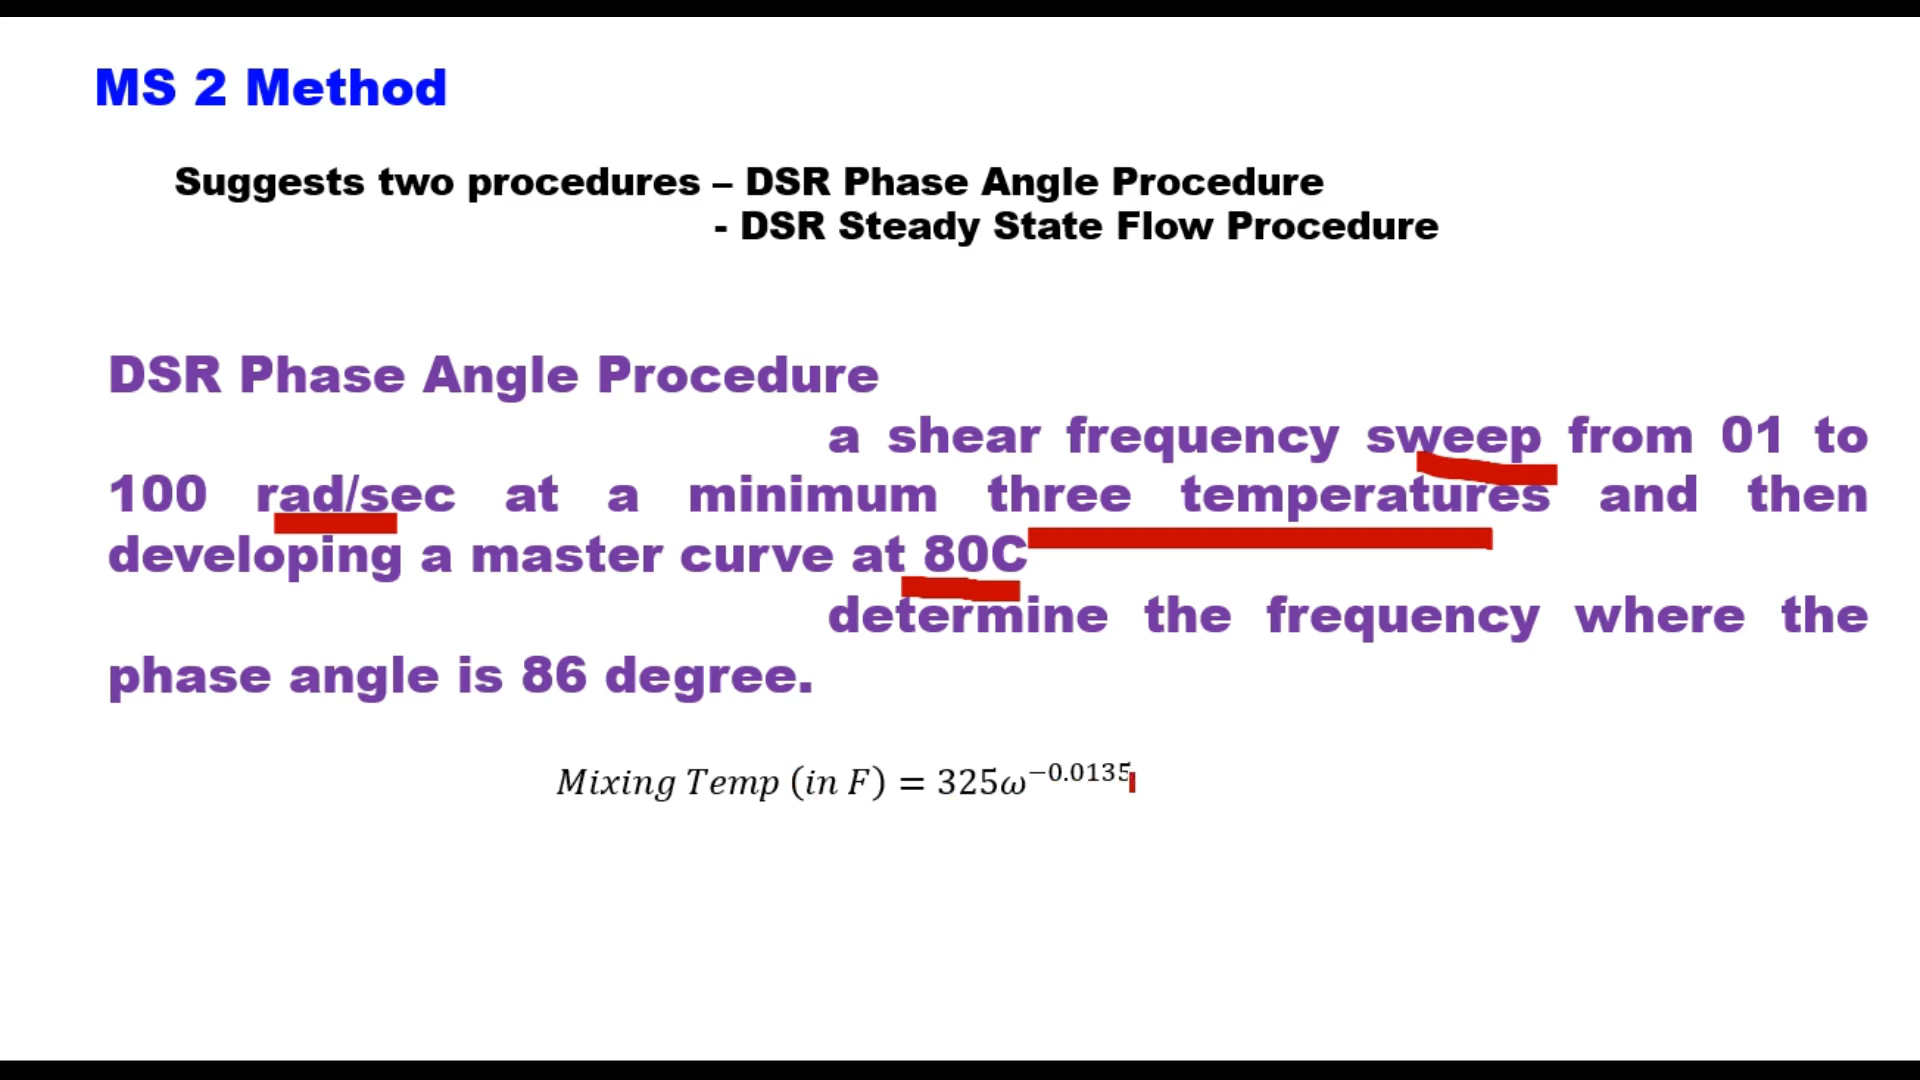 MS 2 Method
Suggests two procedures – DSR Phase Angle Procedure
- DSR Steady State Flow Procedure
DSR Phase Angle Procedure
a shear frequency sweep from 01 to
100 rad/sec at a minimum three temperatures and then
developing a master curve at 80C
determine the frequency where the
phase angle is 86 degree.
Mixing Temp (in F) = 325ω⁻⁰·⁰¹³⁵